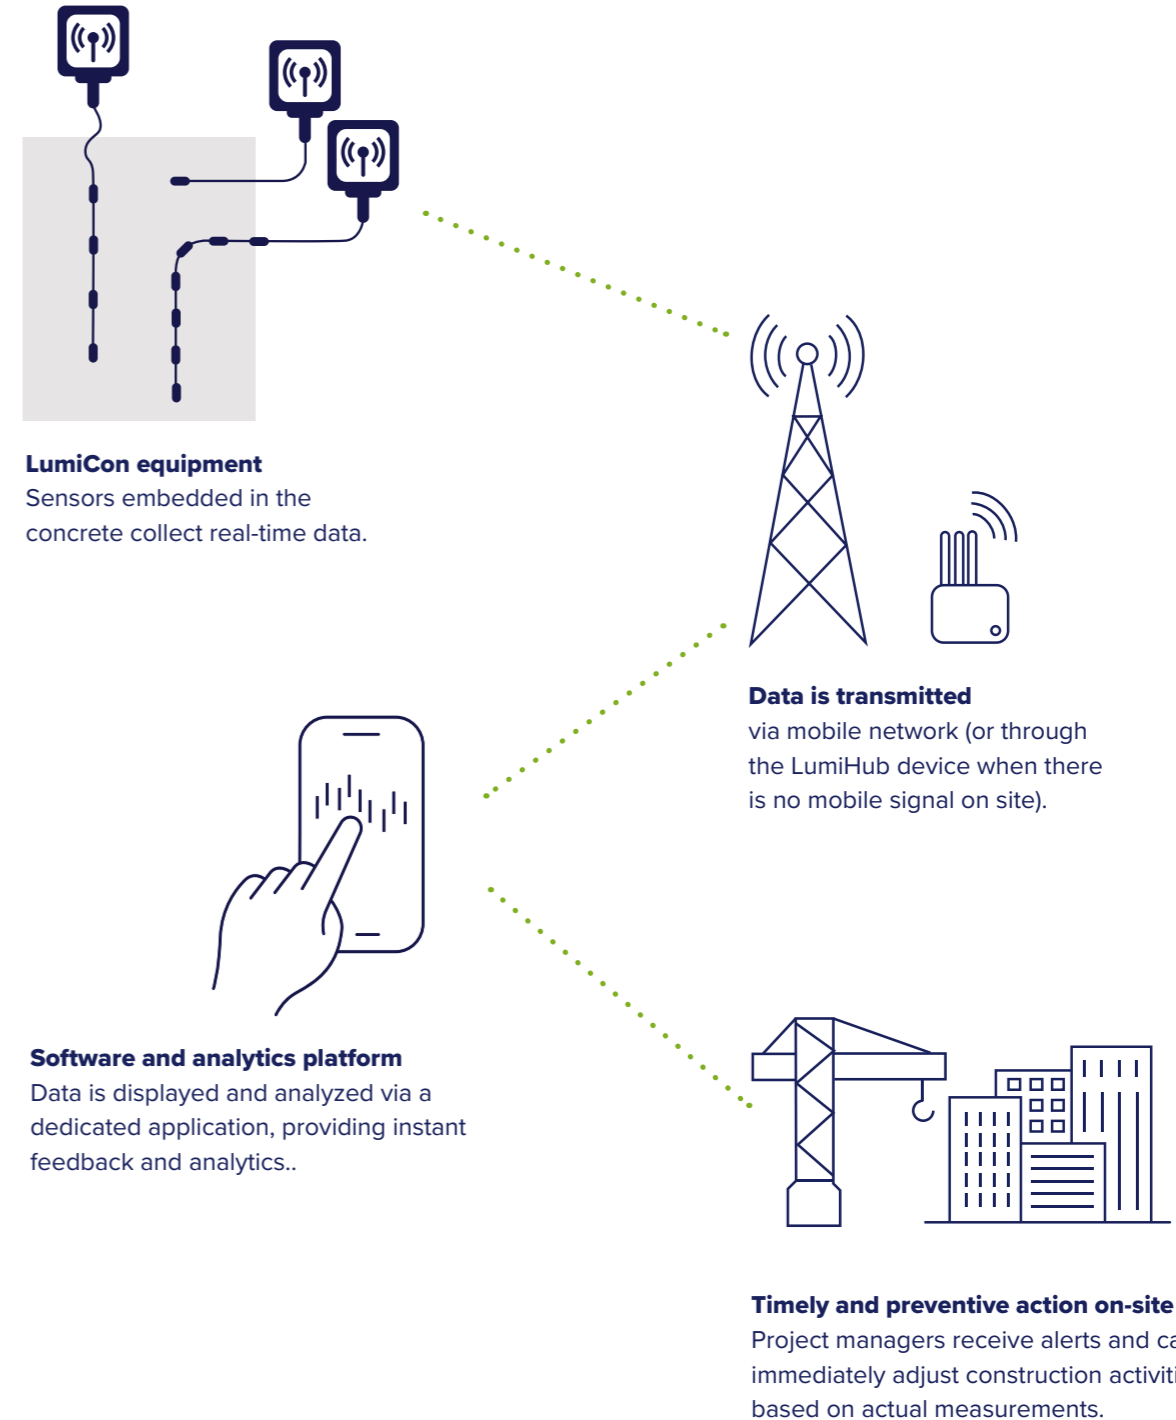 LumiCon equipment
Sensors embedded in the
concrete collect real-time data.
Data is transmitted
via mobile network (or through
the LumiHub device when there
is no mobile signal on site).
Software and analytics platform
Data is displayed and analyzed via a
dedicated application, providing instant
feedback and analytics..
Timely and preventive action on-site
Project managers receive alerts and
immediately adjust construction
based on actual measurements.